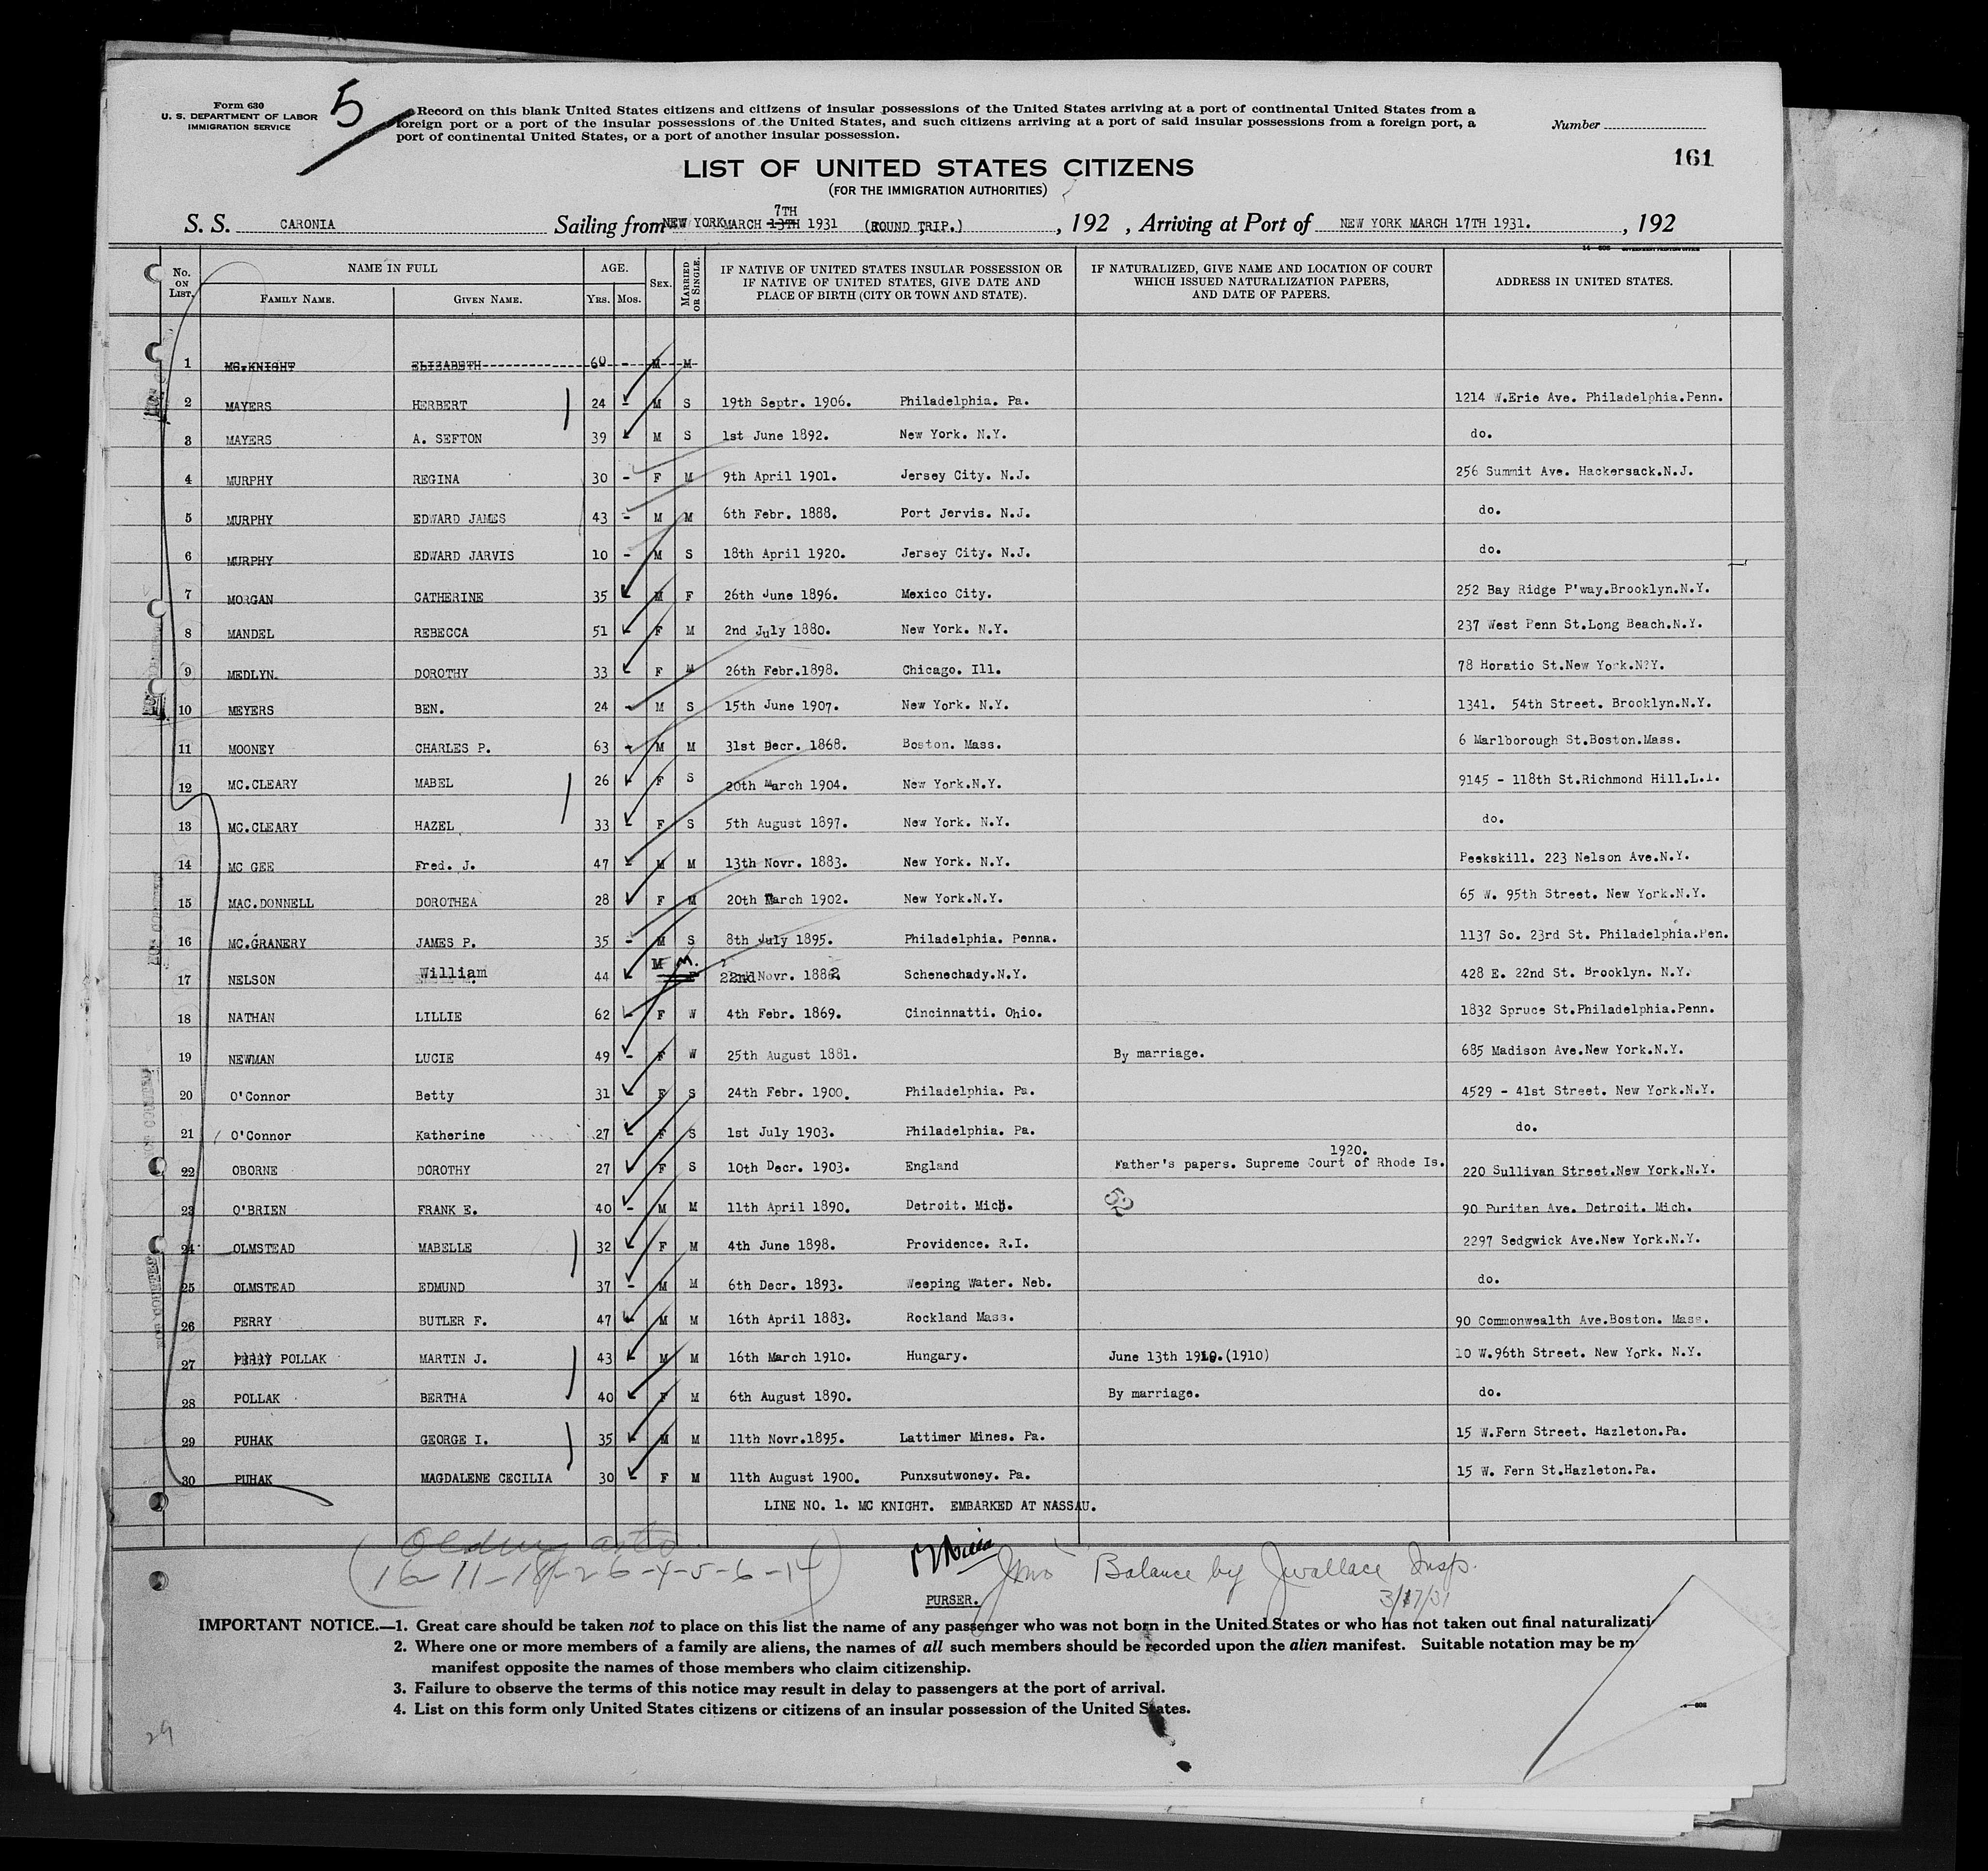 Form 630
U. S. DEPARTMENT OF LABOR
IMMIGRATION SERVICE
5
Record on this blank United States citizens and citizens of insular possessions of the United States arriving at a port of continental United States from a
foreign port or a port of the insular possessions of the United States, and such citizens arriving at a port of said insular possessions from a foreign port, a
port of continental United States, or a port of another insular possession.
Number
161
LIST OF UNITED STATES CITIZENS
(FOR THE IMMIGRATION AUTHORITIES)
7TH
S. S. CARONIA Sailing from NEW YORK MARCH 13TH 1931 (ROUND TRIP.) , 192 , Arriving at Port of NEW YORK MARCH 17TH 1931. , 192
No. ON LIST. NAME IN FULL AGE. Sex. MARRIED OR SINGLE. IF NATIVE OF UNITED STATES INSULAR POSSESSION OR IF NATIVE OF UNITED STATES, GIVE DATE AND PLACE OF BIRTH (CITY OR TOWN AND STATE). IF NATURALIZED, GIVE NAME AND LOCATION OF COURT WHICH ISSUED NATURALIZATION PAPERS, AND DATE OF PAPERS. ADDRESS IN UNITED STATES.
FAMILY NAME. GIVEN NAME. YRS. MOS.
1 MC.KNIGHT ELIZABETH 60 - M M
2 MAYERS HERBERT 24 - M S 19th Septr. 1906. Philadelphia. Pa. 1214 W.Erie Ave. Philadelphia.Penn.
3 MAYERS A. SEFTON 39 M S 1st June 1892. New York. N.Y. do.
4 MURPHY REGINA 30 - F M 9th April 1901. Jersey City. N.J. 256 Summit Ave. Hackersack.N.J.
5 MURPHY EDWARD JAMES 43 - M M 6th Febr. 1888. Port Jervis. N.J. do.
6 MURPHY EDWARD JARVIS 10 - M S 18th April 1920. Jersey City. N.J. do.
7 MORGAN CATHERINE 35 M F 26th June 1896. Mexico City. 252 Bay Ridge P'way.Brooklyn.N.Y.
8 MANDEL REBECCA 51 F M 2nd July 1880. New York. N.Y. 237 West Penn St.Long Beach.N.Y.
9 MEDLYN. DOROTHY 33 F M 26th Febr.1898. Chicago. Ill. 78 Horatio St.New York.N?Y.
10 MEYERS BEN. 24 - M S 15th June 1907. New York. N.Y. 1341. 54th Street. Brooklyn.N.Y.
11 MOONEY CHARLES P. 63 - M M 31st Decr. 1868. Boston. Mass. 6 Marlborough St.Boston.Mass.
12 MC.CLEARY MABEL 26 F S 20th March 1904. New York.N.Y. 9145 - 118th St.Richmond Hill.L.I.
13 MC.CLEARY HAZEL 33 F S 5th August 1897. New York. N.Y. do.
14 MC GEE Fred. J. 47 - M M 13th Novr. 1883. New York. N.Y. Peekskill. 223 Nelson Ave.N.Y.
15 MAC.DONNELL DOROTHEA 28 F M 20th March 1902. New York.N.Y. 65 W. 95th Street. New York.N.Y.
16 MC.GRANERY JAMES P. 35 - M S 8th July 1895. Philadelphia. Penna. 1137 So. 23rd St. Philadelphia.Pen.
17 NELSON William 44 M M. 22nd Novr. 1882. Schenechady.N.Y. 428 E. 22nd St. Brooklyn. N.Y.
18 NATHAN LILLIE 62 - F W 4th Febr. 1869. Cincinnatti. Ohio. 1832 Spruce St.Philadelphia.Penn.
19 NEWMAN LUCIE 49 - F W 25th August 1881. By marriage. 685 Madison Ave.New York.N.Y.
20 O'Connor Betty 31 F S 24th Febr. 1900. Philadelphia. Pa. 4529 - 41st Street. New York.N.Y.
21 O'Connor Katherine 27 - F S 1st July 1903. Philadelphia. Pa. do.
1920.
22 OBORNE DOROTHY 27 F S 10th Decr. 1903. England Father's papers. Supreme Court of Rhode Is. 220 Sullivan Street.New York.N.Y.
23 O'BRIEN FRANK E. 40 - M M 11th April 1890. Detroit. Mich. 52 90 Puritan Ave. Detroit. Mich.
24 OLMSTEAD MABELLE 32 F M 4th June 1898. Providence. R.I. 2297 Sedgwick Ave.New York.N.Y.
25 OLMSTEAD EDMUND 37 - M M 6th Decr. 1893. Weeping Water. Neb. do.
26 PERRY BUTLER F. 47 M M 16th April 1883. Rockland Mass. 90 Commonwealth Ave.Boston. Mass.
27 PERRY POLLAK MARTIN J. 43 M M 16th March 1910. Hungary. June 13th 1910.(1910) 10 W.96th Street. New York. N.Y.
28 POLLAK BERTHA 40 F M 6th August 1890. By marriage. do.
29 PUHAK GEORGE I. 35 M M 11th Novr.1895. Lattimer Mines. Pa. 15 W.Fern Street. Hazleton.Pa.
30 PUHAK MAGDALENE CECILIA 30 F M 11th August 1900. Punxsutwoney. Pa. 15 W. Fern St.Hazleton.Pa.
LINE NO. 1. MC KNIGHT. EMBARKED AT NASSAU.
16-11-18-26-4-5-6-14
Balance by J Wallace Insp.
3/17/31
PURSER.
IMPORTANT NOTICE.—1. Great care should be taken not to place on this list the name of any passenger who was not born in the United States or who has not taken out final naturalizati
2. Where one or more members of a family are aliens, the names of all such members should be recorded upon the alien manifest. Suitable notation may be m
manifest opposite the names of those members who claim citizenship.
3. Failure to observe the terms of this notice may result in delay to passengers at the port of arrival.
4. List on this form only United States citizens or citizens of an insular possession of the United States.
29